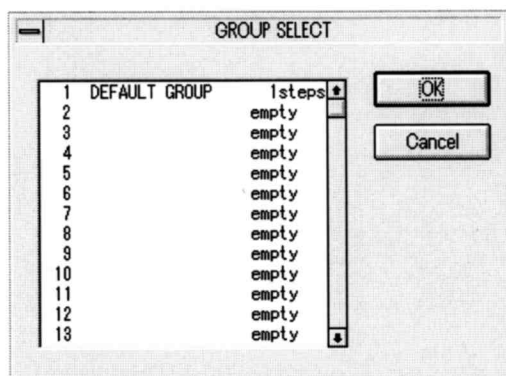 GROUP SELECT
1 DEFAULT GROUP 1steps
2 empty
3 empty
4 empty
5 empty
6 empty
7 empty
8 empty
9 empty
10 empty
11 empty
12 empty
13 empty
OK
Cancel